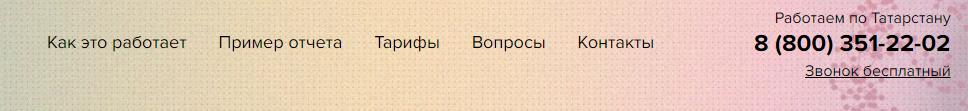 Как это работает Пример отчета Тарифы Вопросы Контакты
Работаем по Татарстану
8 (800) 351-22-02
Звонок бесплатный